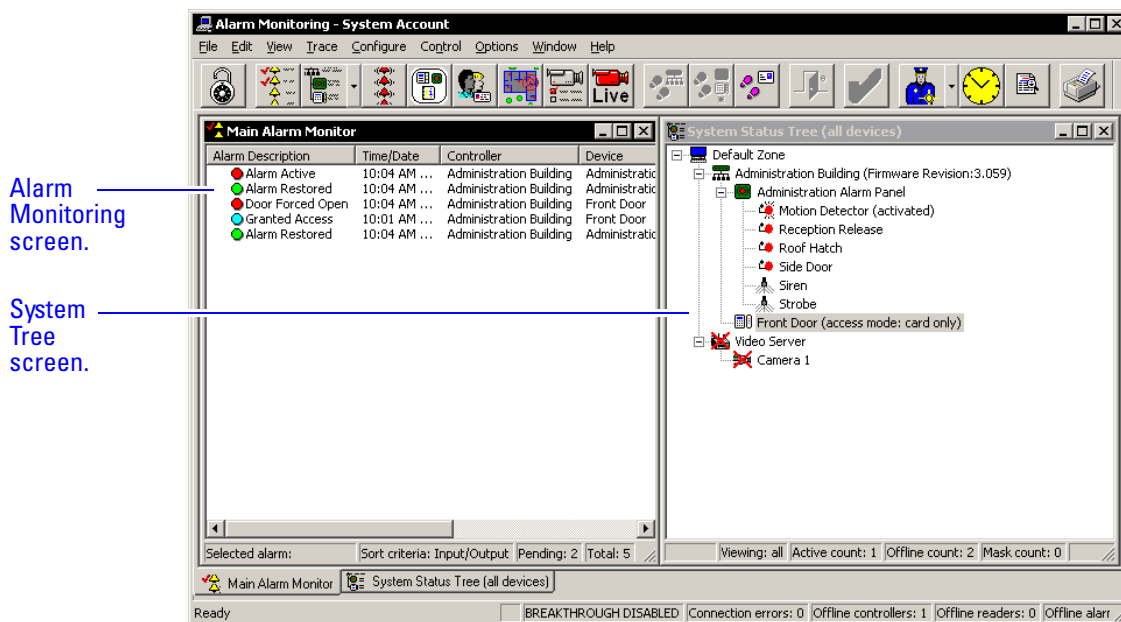 Alarm Monitoring - System Account
File Edit View Trace Configure Control Options Window Help
Live
Main Alarm Monitor
Alarm Description Time/Date Controller Device
Alarm Active 10:04 AM ... Administration Building Administratic
Alarm Restored 10:04 AM ... Administration Building Administratic
Door Forced Open 10:04 AM ... Administration Building Front Door
Granted Access 10:01 AM ... Administration Building Front Door
Alarm Restored 10:04 AM ... Administration Building Administratic
Selected alarm: Sort criteria: Input/Output Pending: 2 Total: 5
System Status Tree (all devices)
Default Zone
Administration Building (Firmware Revision:3.059)
Administration Alarm Panel
Motion Detector (activated)
Reception Release
Roof Hatch
Side Door
Siren
Strobe
Front Door (access mode: card only)
Video Server
Camera 1
Viewing: all Active count: 1 Offline count: 2 Mask count: 0
Main Alarm Monitor System Status Tree (all devices)
Ready BREAKTHROUGH DISABLED Connection errors: 0 Offline controllers: 1 Offline readers: 0 Offline alarr
Alarm
Monitoring
screen.
System
Tree
screen.